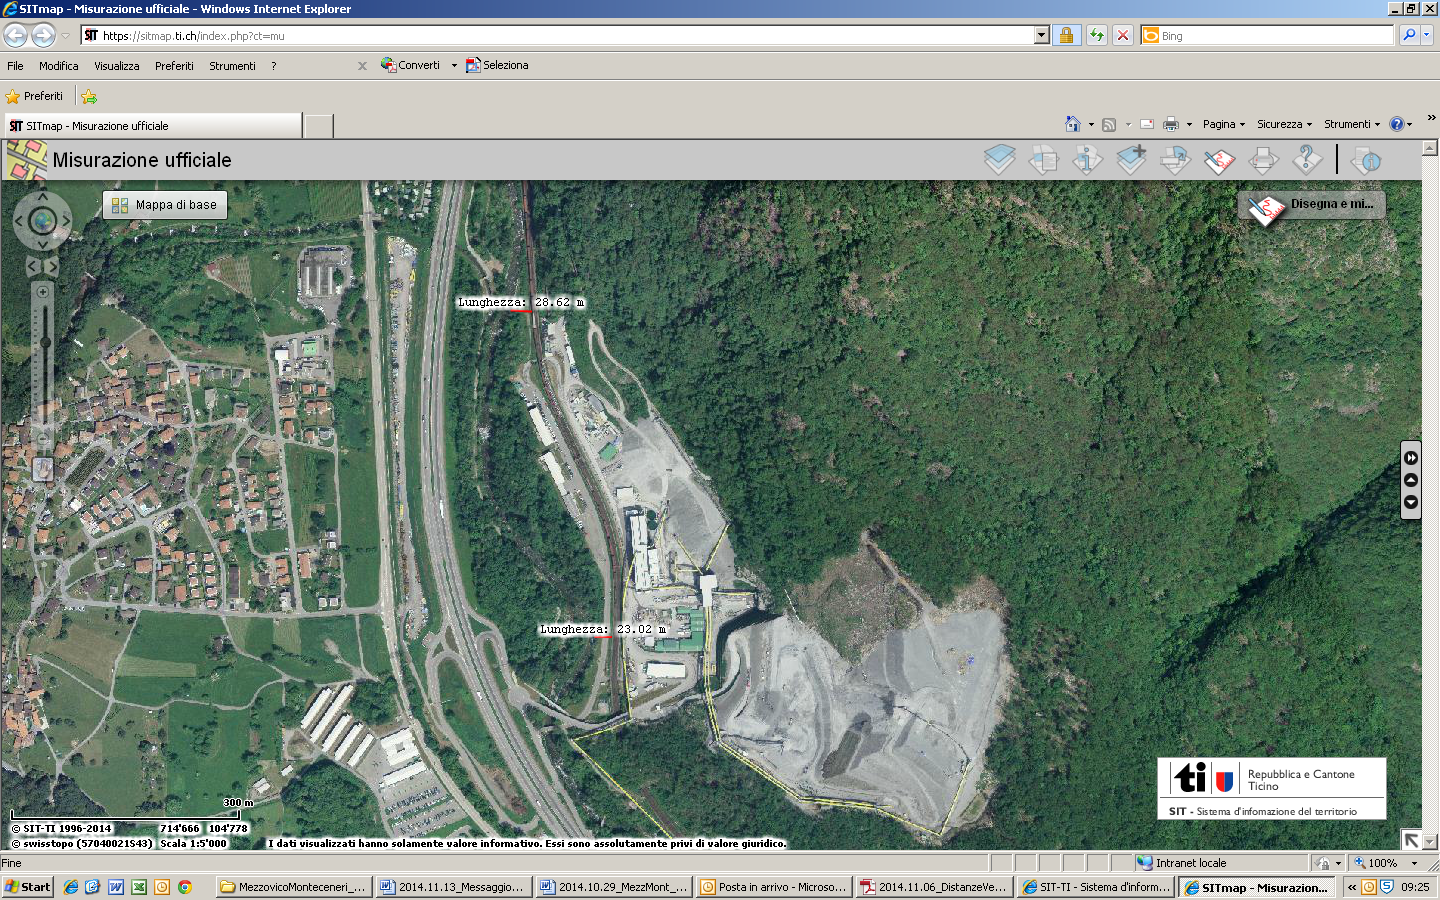 SITmap - Misurazione ufficiale - Windows Internet Explorer
https://sitmap.ti.ch/index.php?ct=mu
Bing
File Modifica Visualizza Preferiti Strumenti ?
x Converti Seleziona
Preferiti
SIT SITmap - Misurazione ufficiale
Pagina Sicurezza Strumenti »
Misurazione ufficiale
Mappa di base
Disegna e mi...
Lunghezza: 28.62 m
Lunghezza: 23.02 m
300 m
© SIT-TI 1996-2014 714'666 104'778
© swisstopo (57040021S43) Scala 1:5'000 I dati visualizzati hanno solamente valore informativo. Essi sono assolutamente privi di valore giuridico.
ti Repubblica e Cantone
Ticino
SIT - Sistema d'infomazione del territorio
Fine Intranet locale 100%
Start MezzovicoMonteceneri_... 2014.11.13_Messaggio... 2014.10.29_MezzMont_... Posta in arrivo - Microso... 2014.11.06_DistanzeVe... SIT-TI - Sistema d'inform... SITmap - Misurazion... « 09:25